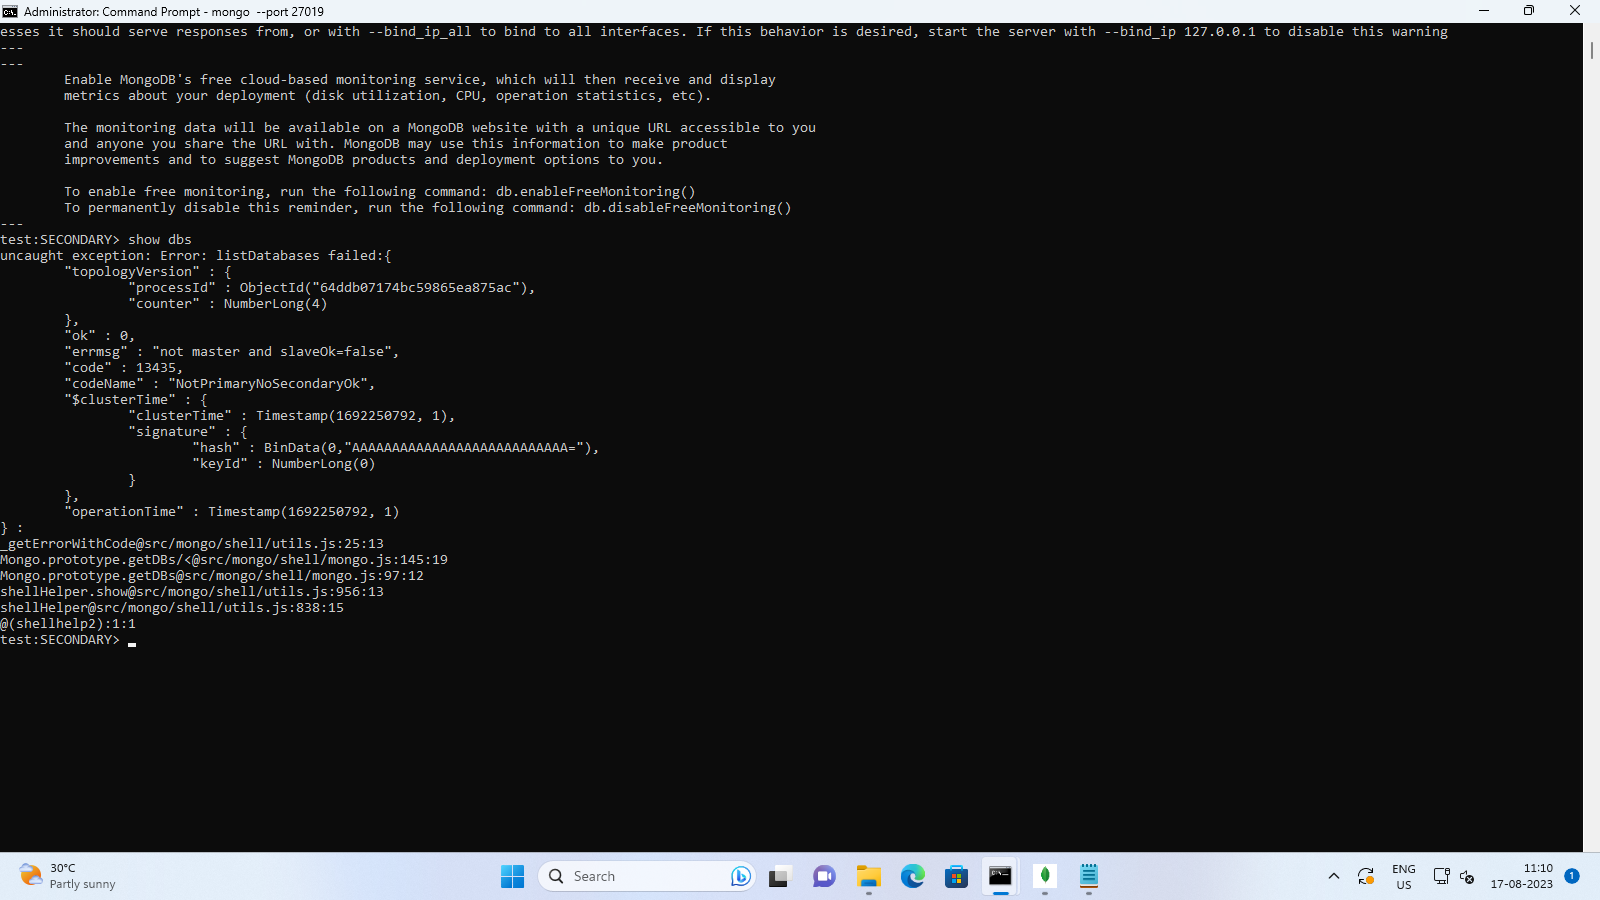 Administrator: Command Prompt - mongo  --port 27019
esses it should serve responses from, or with --bind_ip_all to bind to all interfaces. If this behavior is desired, start the server with --bind_ip 127.0.0.1 to disable this warning
---
---
        Enable MongoDB's free cloud-based monitoring service, which will then receive and display
        metrics about your deployment (disk utilization, CPU, operation statistics, etc).
        The monitoring data will be available on a MongoDB website with a unique URL accessible to you
        and anyone you share the URL with. MongoDB may use this information to make product
        improvements and to suggest MongoDB products and deployment options to you.
        To enable free monitoring, run the following command: db.enableFreeMonitoring()
        To permanently disable this reminder, run the following command: db.disableFreeMonitoring()
---
test:SECONDARY> show dbs
uncaught exception: Error: listDatabases failed:{
        "topologyVersion" : {
                "processId" : ObjectId("64ddb07174bc59865ea875ac"),
                "counter" : NumberLong(4)
        },
        "ok" : 0,
        "errmsg" : "not master and slaveOk=false",
        "code" : 13435,
        "codeName" : "NotPrimaryNoSecondaryOk",
        "$clusterTime" : {
                "clusterTime" : Timestamp(1692250792, 1),
                "signature" : {
                        "hash" : BinData(0,"AAAAAAAAAAAAAAAAAAAAAAAAAAA="),
                        "keyId" : NumberLong(0)
                }
        },
        "operationTime" : Timestamp(1692250792, 1)
} :
_getErrorWithCode@src/mongo/shell/utils.js:25:13
Mongo.prototype.getDBs/<@src/mongo/shell/mongo.js:145:19
Mongo.prototype.getDBs@src/mongo/shell/mongo.js:97:12
shellHelper.show@src/mongo/shell/utils.js:956:13
shellHelper@src/mongo/shell/utils.js:838:15
@(shellhelp2):1:1
test:SECONDARY>
30°C
Partly sunny
Search
ENG
US
11:10
17-08-2023
1